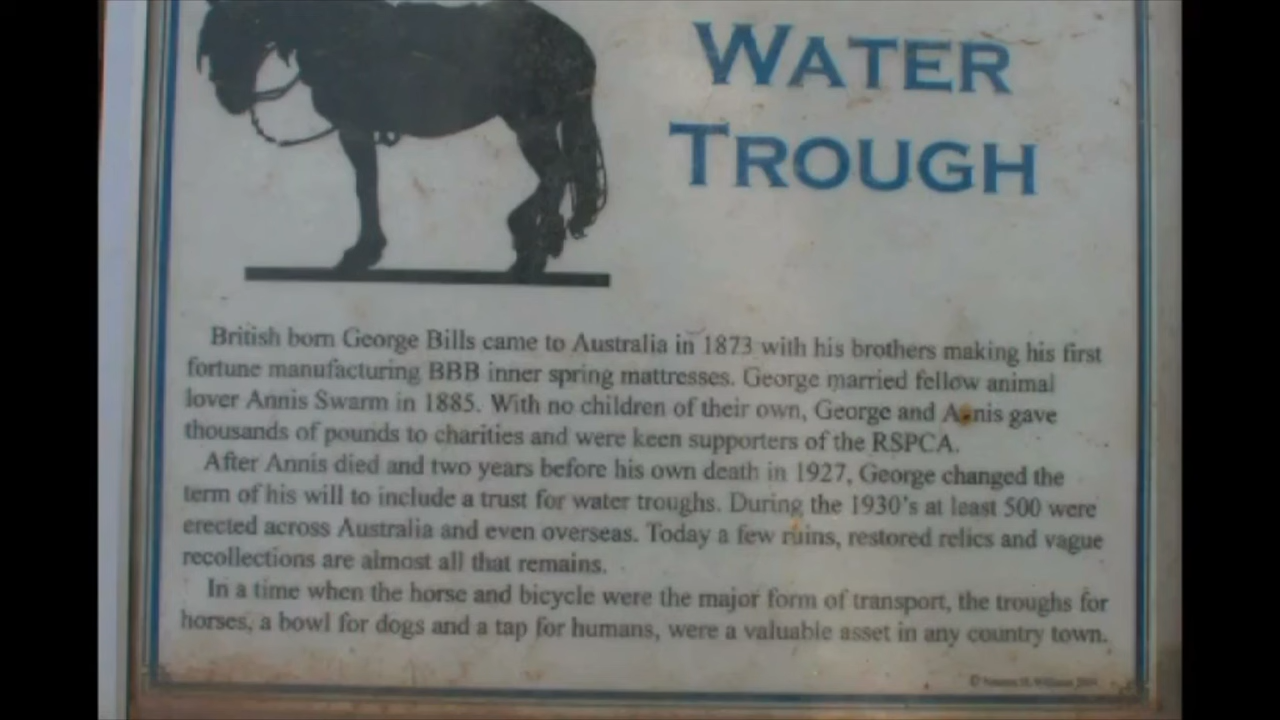 WATER
TROUGH
British born George Bills came to Australia in 1873 with his brothers making his first
fortune manufacturing BBB inner spring mattresses. George married fellow animal
lover Annis Swarm in 1885. With no children of their own, George and Annis gave
thousands of pounds to charities and were keen supporters of the RSPCA.
After Annis died and two years before his own death in 1927, George changed the
term of his will to include a trust for water troughs. During the 1930's at least 500 were
erected across Australia and even overseas. Today a few ruins, restored relics and vague
recollections are almost all that remains.
In a time when the horse and bicycle were the major form of transport, the troughs for
horses, a bowl for dogs and a tap for humans, were a valuable asset in any country town.
©